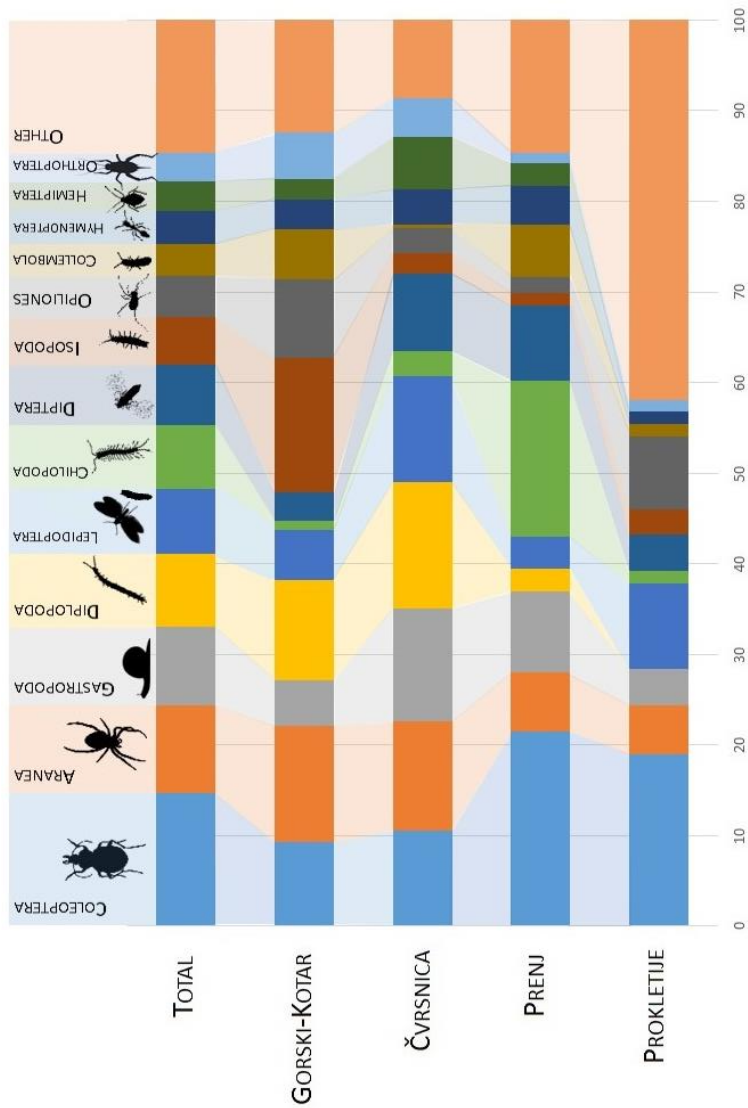 COLEOPTERA
ARANEA
GASTROPODA
DIPLOPODA
LEPIDOPTERA
CHILOPODA
DIPTERA
ISOPODA
OPILIONES
COLLEMBOLA
HYMENOPTERA
HEMIPTERA
ORTHOPTERA
OTHER
TOTAL
GORSKI-KOTAR
ČVRSNICA
PRENJ
PROKLETIJE
0
10
20
30
40
50
60
70
80
90
100